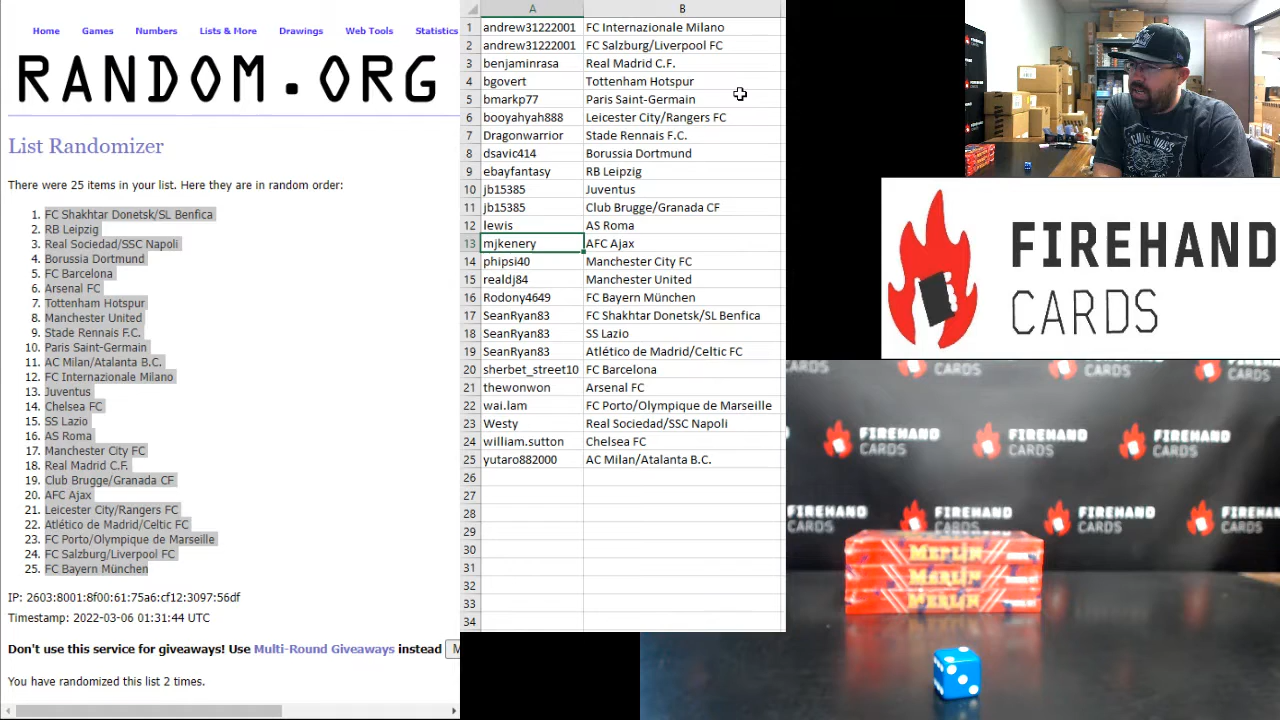 Home Games Numbers Lists & More Drawings Web Tools Statistics
RANDOM.ORG
List Randomizer
There were 25 items in your list. Here they are in random order:
1. FC Shakhtar Donetsk/SL Benfica
2. RB Leipzig
3. Real Sociedad/SSC Napoli
4. Borussia Dortmund
5. FC Barcelona
6. Arsenal FC
7. Tottenham Hotspur
8. Manchester United
9. Stade Rennais F.C.
10. Paris Saint-Germain
11. AC Milan/Atalanta B.C.
12. FC Internazionale Milano
13. Juventus
14. Chelsea FC
15. SS Lazio
16. AS Roma
17. Manchester City FC
18. Real Madrid C.F.
19. Club Brugge/Granada CF
20. AFC Ajax
21. Leicester City/Rangers FC
22. Atlético de Madrid/Celtic FC
23. FC Porto/Olympique de Marseille
24. FC Salzburg/Liverpool FC
25. FC Bayern München
IP: 2603:8001:8f00:61:75a6:cf12:3097:56df
Timestamp: 2022-03-06 01:31:44 UTC
Don't use this service for giveaways! Use Multi-Round Giveaways instead
You have randomized this list 2 times.
A B
1 andrew31222001 FC Internazionale Milano
2 andrew31222001 FC Salzburg/Liverpool FC
3 benjaminrasa Real Madrid C.F.
4 bgovert Tottenham Hotspur
5 bmarkp77 Paris Saint-Germain
6 booyahyah888 Leicester City/Rangers FC
7 Dragonwarrior Stade Rennais F.C.
8 dsavic414 Borussia Dortmund
9 ebayfantasy RB Leipzig
10 jb15385 Juventus
11 jb15385 Club Brugge/Granada CF
12 lewis AS Roma
13 mjkenery AFC Ajax
14 phipsi40 Manchester City FC
15 realdj84 Manchester United
16 Rodony4649 FC Bayern München
17 SeanRyan83 FC Shakhtar Donetsk/SL Benfica
18 SeanRyan83 SS Lazio
19 SeanRyan83 Atlético de Madrid/Celtic FC
20 sherbet_street10 FC Barcelona
21 thewonwon Arsenal FC
22 wai.lam FC Porto/Olympique de Marseille
23 Westy Real Sociedad/SSC Napoli
24 william.sutton Chelsea FC
25 yutaro882000 AC Milan/Atalanta B.C.
26
27
28
29
30
31
32
33
34
FIREHAND
CARDS
FIREHAND
CARDS
FIREHAND
CARDS
FIREHAND
CARDS
FIREHAND
CARDS
FIREHAND
CARDS
FIREHAND
CARDS
MERLIN
MERLIN
MERLIN